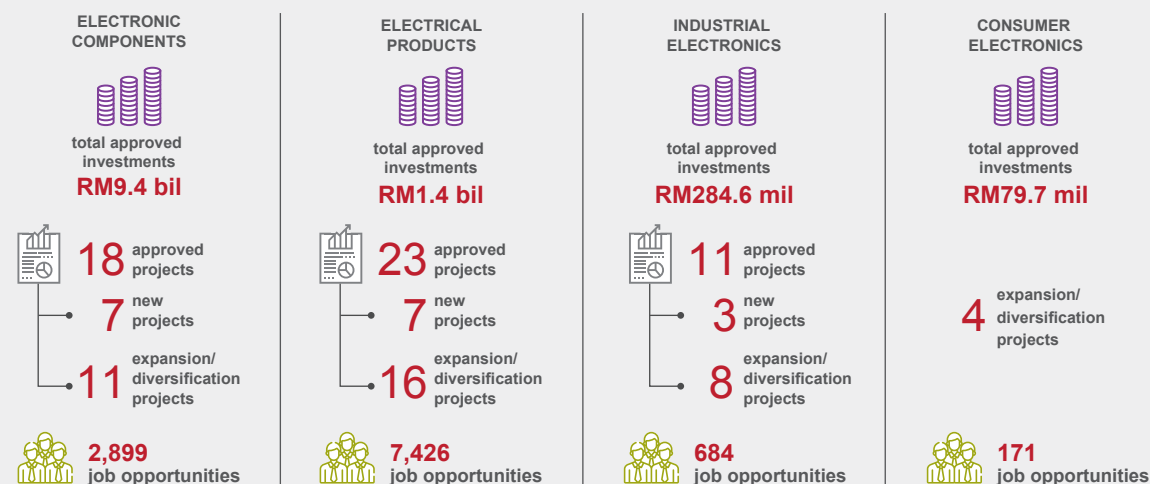 ELECTRONIC
COMPONENTS
total approved
investments
RM9.4 bil
18 approved
projects
7 new
projects
11 expansion/
diversification
projects
2,899
job opportunities
ELECTRICAL
PRODUCTS
total approved
investments
RM1.4 bil
23 approved
projects
7 new
projects
16 expansion/
diversification
projects
7,426
job opportunities
INDUSTRIAL
ELECTRONICS
total approved
investments
RM284.6 mil
11 approved
projects
3 new
projects
8 expansion/
diversification
projects
684
job opportunities
CONSUMER
ELECTRONICS
total approved
investments
RM79.7 mil
4 expansion/
diversification
projects
171
job opportunities